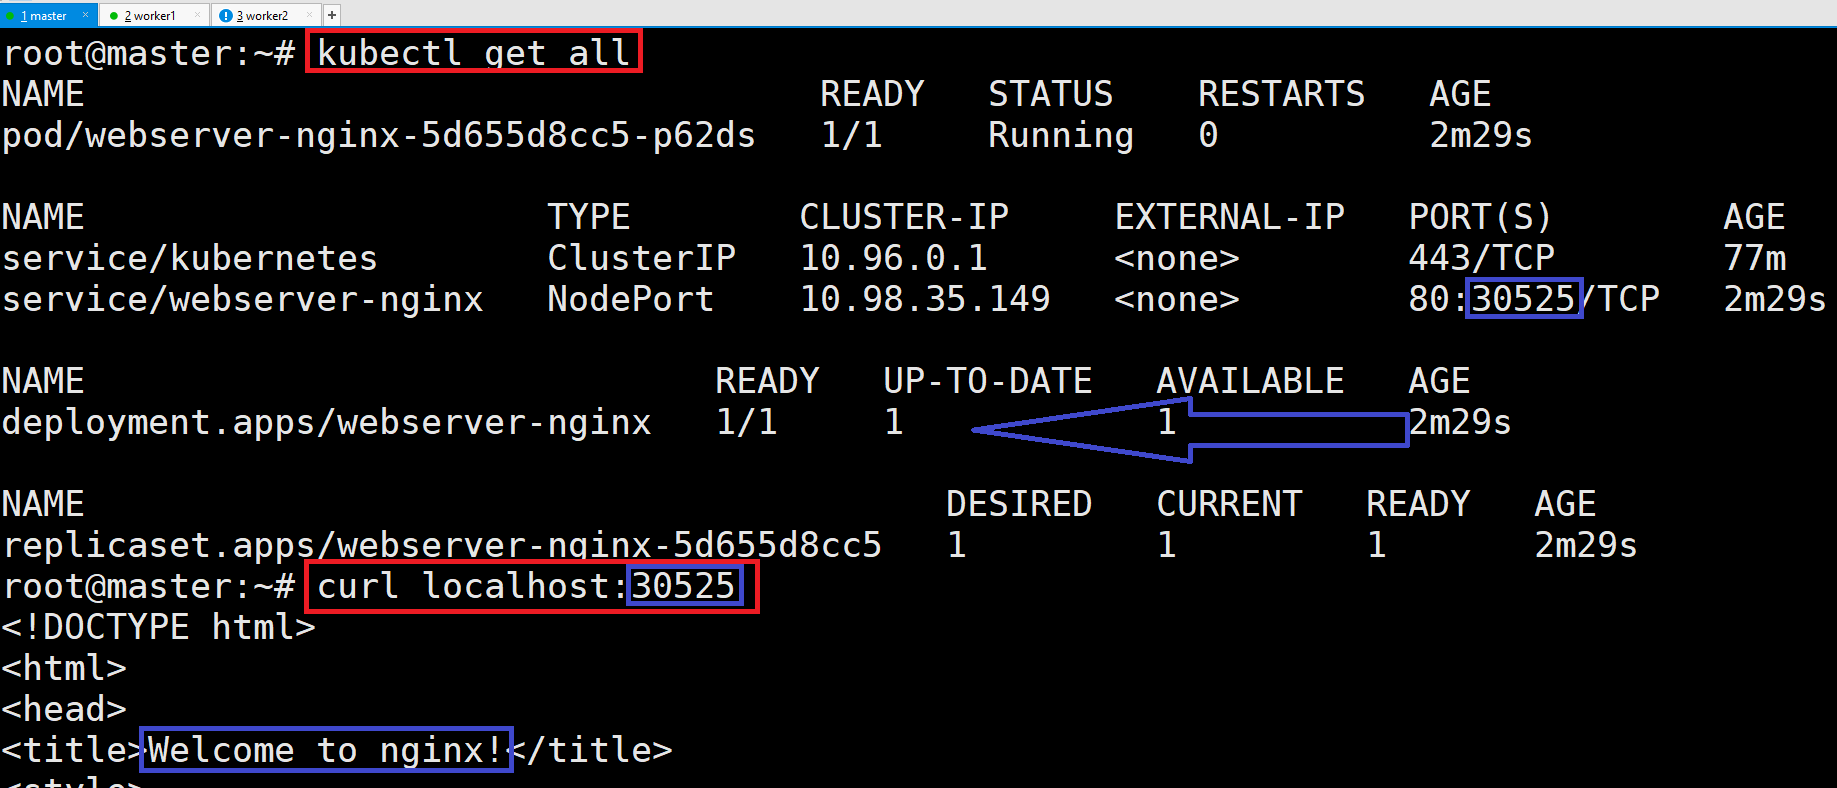 1 master × 2 worker1 × 3 worker2 × +
root@master:~# kubectl get all
NAME READY STATUS RESTARTS AGE
pod/webserver-nginx-5d655d8cc5-p62ds 1/1 Running 0 2m29s
NAME TYPE CLUSTER-IP EXTERNAL-IP PORT(S) AGE
service/kubernetes ClusterIP 10.96.0.1 <none> 443/TCP 77m
service/webserver-nginx NodePort 10.98.35.149 <none> 80:30525/TCP 2m29s
NAME READY UP-TO-DATE AVAILABLE AGE
deployment.apps/webserver-nginx 1/1 1 1 2m29s
NAME DESIRED CURRENT READY AGE
replicaset.apps/webserver-nginx-5d655d8cc5 1 1 1 2m29s
root@master:~# curl localhost:30525
<!DOCTYPE html>
<html>
<head>
<title>Welcome to nginx!</title>
<style>